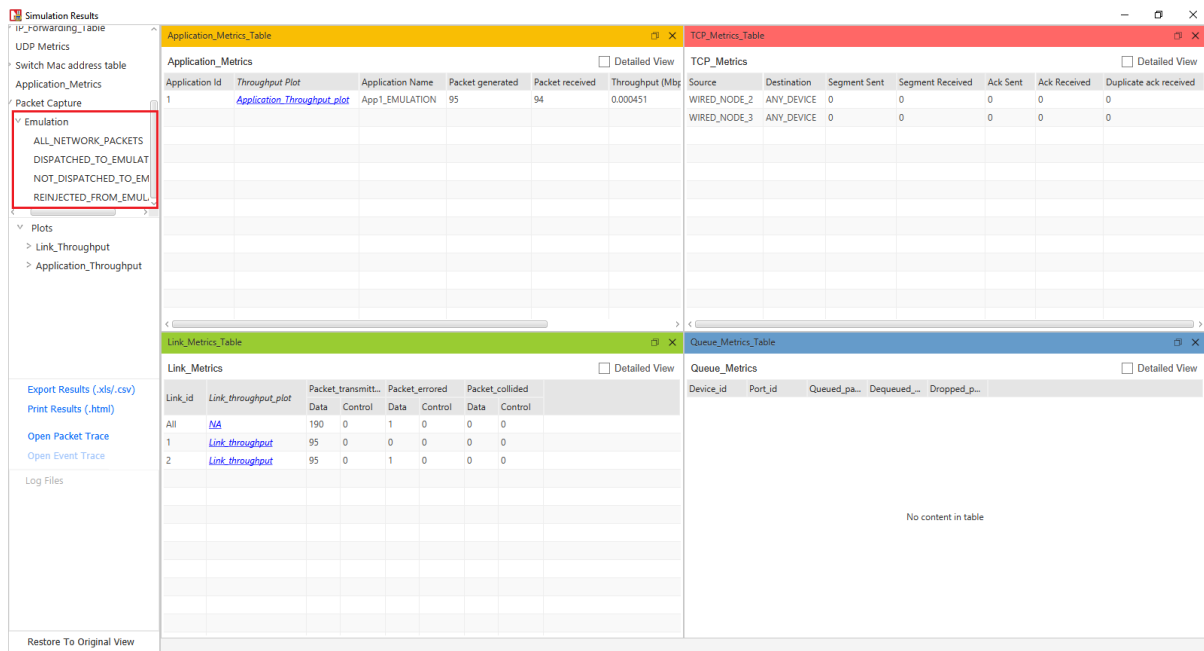 Simulation Results
IP_Forwarding_Table
UDP Metrics
Switch Mac address table
Application_Metrics
Packet Capture
Emulation
ALL_NETWORK_PACKETS
DISPATCHED_TO_EMULAT
NOT_DISPATCHED_TO_EM
REINJECTED_FROM_EMUL
Plots
Link_Throughput
Application_Throughput
Export Results (.xls/.csv)
Print Results (.html)
Open Packet Trace
Open Event Trace
Log Files
Restore To Original View
Application_Metrics_Table
Application_Metrics Detailed View
Application Id Throughput Plot Application Name Packet generated Packet received Throughput (Mbp
1 Application_Throughput_plot App1_EMULATION 95 94 0.000451
TCP_Metrics_Table
TCP_Metrics Detailed View
Source Destination Segment Sent Segment Received Ack Sent Ack Received Duplicate ack received
WIRED_NODE_2 ANY_DEVICE 0 0 0 0 0
WIRED_NODE_3 ANY_DEVICE 0 0 0 0 0
Link_Metrics_Table
Link_Metrics Detailed View
Link_id Link_throughput_plot Packet_transmitt... Packet_errored Packet_collided
Data Control Data Control Data Control
All NA 190 0 1 0 0 0
1 Link_throughput 95 0 0 0 0 0
2 Link_throughput 95 0 1 0 0 0
Queue_Metrics_Table
Queue_Metrics Detailed View
Device_id Port_id Queued_pa... Dequeued_... Dropped_p...
No content in table